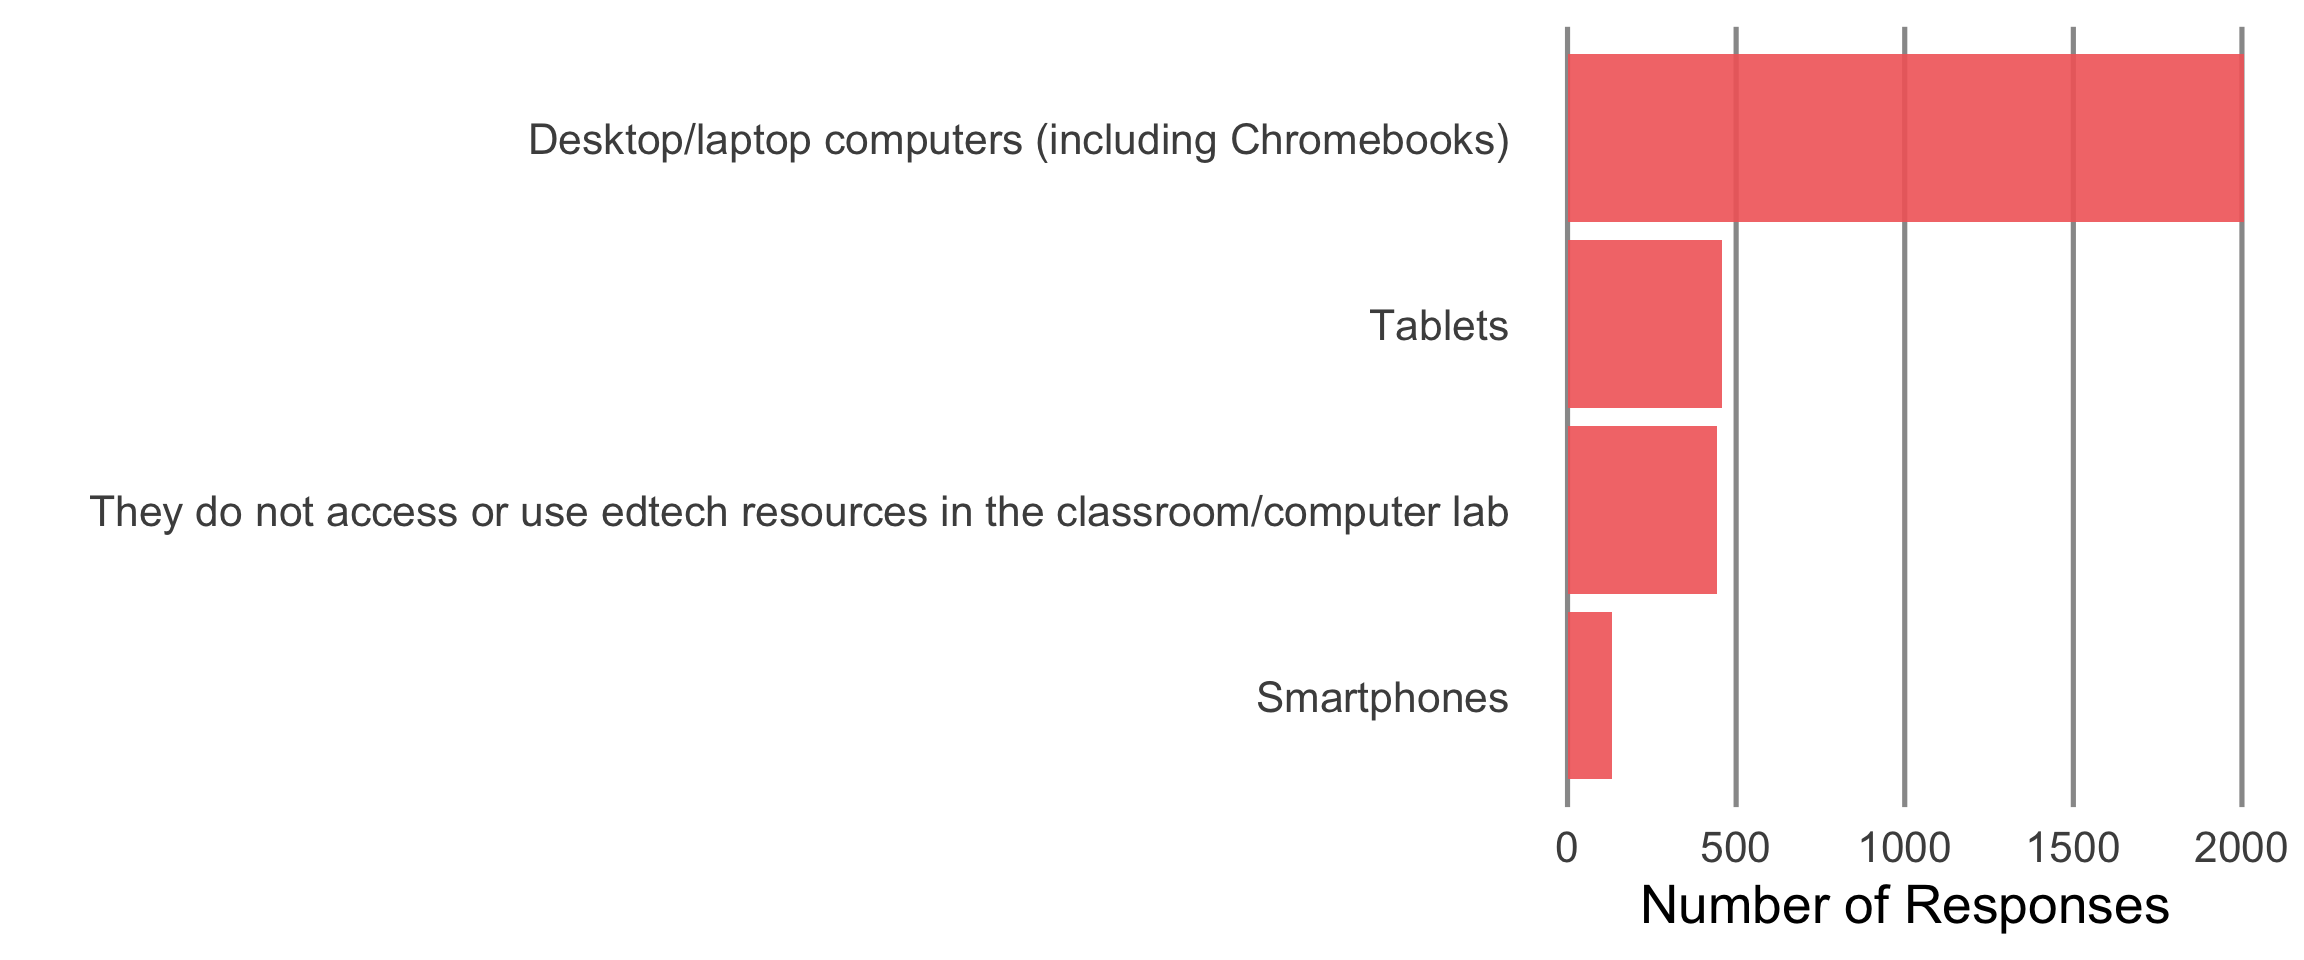 Desktop/laptop computers (including Chromebooks)
Tablets
They do not access or use edtech resources in the classroom/computer lab
Smartphones
0 500 1000 1500 2000
Number of Responses